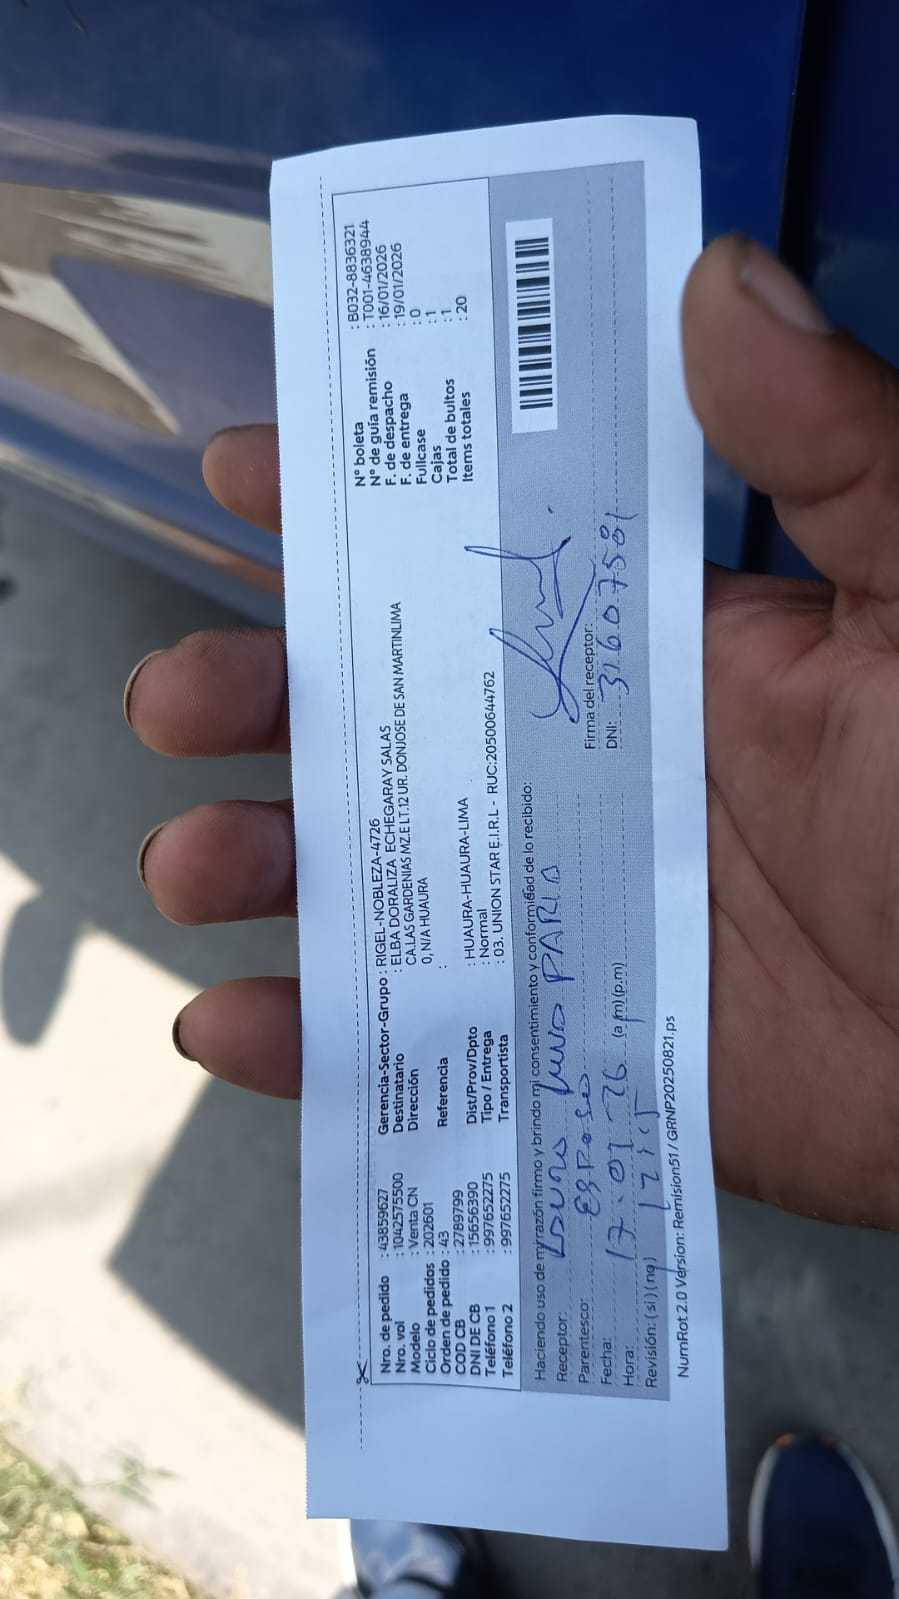 Nro. de pedido : 43859627
Nro. vol : 1042575500
Modelo : Venta CN
Ciclo de pedidos : 202601
Orden de pedido : 43
COD CB : 2789799
DNI DE CB : 15656390
Teléfono 1 : 997652275
Teléfono 2 : 997652275
Gerencia-Sector-Grupo : RIGEL-NOBLEZA-4726
Destinatario : ELBA DORALIZA ECHEGARAY SALAS
Dirección CA.LAS GARDENIAS MZ.E LT.12 UR. DONJOSE DE SAN MARTINLIMA
0, N/A HUAURA
Referencia :
Dist/Prov/Dpto : HUAURA-HUAURA-LIMA
Tipo / Entrega : Normal
Transportista : 03. UNION STAR E.I.R.L - RUC:20500644762
N° boleta : B032-8836321
N° de guía remisión : T001-4638944
F. de despacho : 16/01/2026
F. de entrega : 19/01/2026
Fullcase : 0
Cajas : 1
Total de bultos : 1
Items totales : 20
Haciendo uso de mi razón firmo y brindo mi consentimiento y conformidad de lo recibido:
Receptor:
Parentesco: ESPOSO
Fecha: 17-01-26
Hora: 12:15 (a.m)(p.m)
Revisión: (si) (no)
Firma del receptor:
DNI: 31607581
NumRot 2.0 Version: Remision51 / GRNP20250821.ps